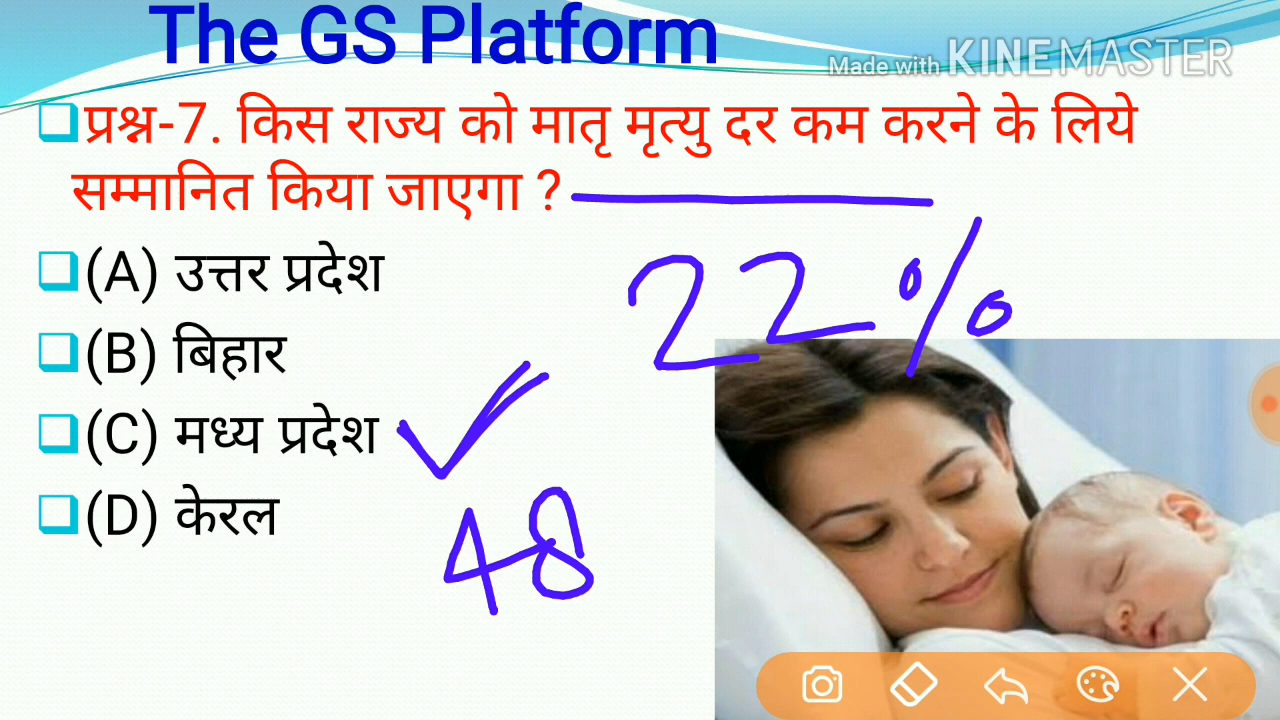 The GS Platform
Made with KINEMASTER
प्रश्न-7. किस राज्य को मातृ मृत्यु दर कम करने के लिये
सम्मानित किया जाएगा ?
22%
(A) उत्तर प्रदेश
(B) बिहार
(C) मध्य प्रदेश
48
(D) केरल